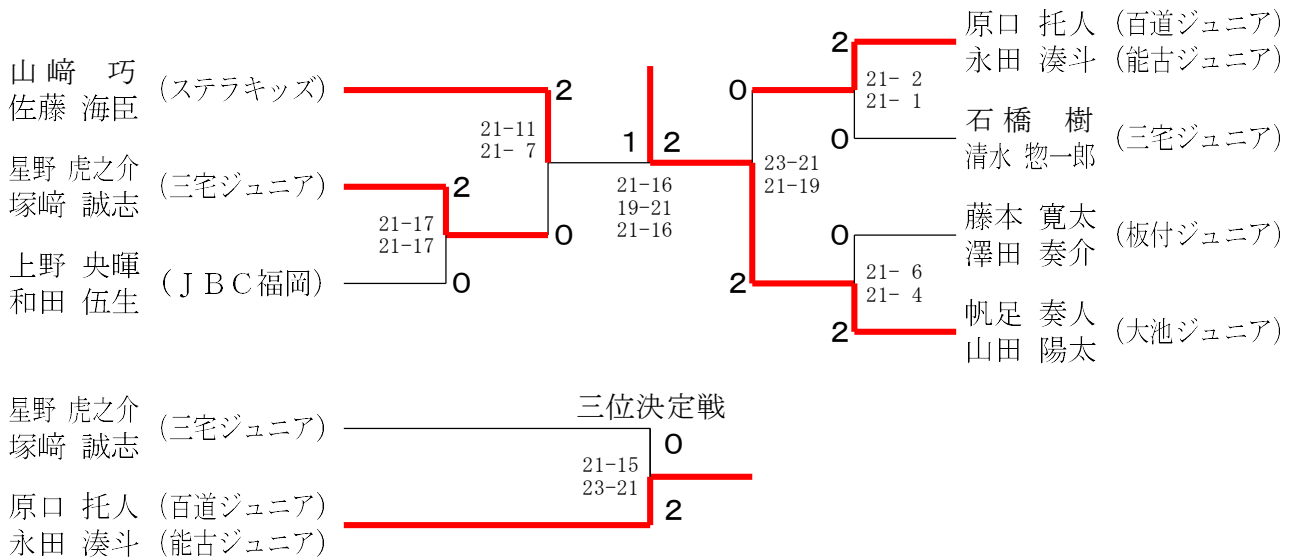 山﨑 巧
佐藤 海臣
(ステラキッズ)
星野 虎之介
塚﨑 誠志
(三宅ジュニア)
上野 央暉
和田 伍生
(ＪＢＣ福岡)
2
21-11
21- 7
2
21-17
21-17
0
0
1
2
21-16
19-21
21-16
0
23-21
21-19
2
2
21- 2
21- 1
0
0
21- 6
21- 4
2
原口 托人 (百道ジュニア)
永田 湊斗 (能古ジュニア)
石橋 樹
清水 惣一郎
(三宅ジュニア)
藤本 寛太
澤田 奏介
(板付ジュニア)
帆足 奏人
山田 陽太
(大池ジュニア)
三位決定戦
星野 虎之介
塚﨑 誠志
(三宅ジュニア)
0
21-15
23-21
2
原口 托人 (百道ジュニア)
永田 湊斗 (能古ジュニア)